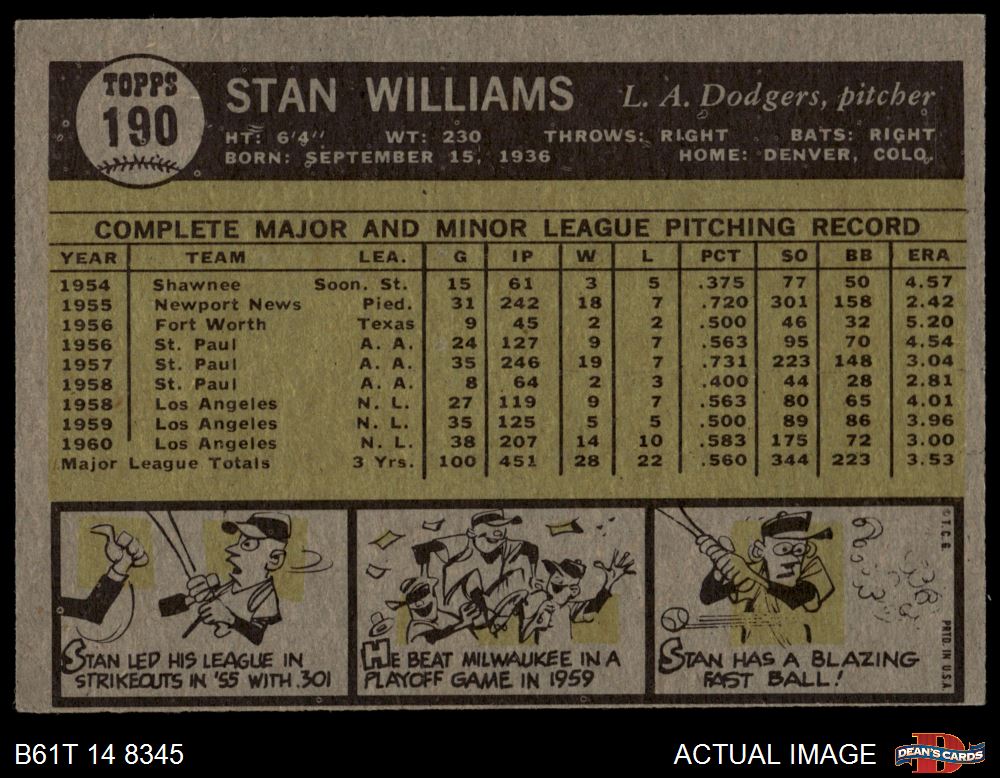 TOPPS
190
STAN WILLIAMS L. A. Dodgers, pitcher
HT: 6'4" WT: 230 THROWS: RIGHT BATS: RIGHT
BORN: SEPTEMBER 15, 1936 HOME: DENVER, COLO.
COMPLETE MAJOR AND MINOR LEAGUE PITCHING RECORD
YEAR TEAM LEA. G IP W L PCT SO BB ERA
1954 Shawnee Soon. St. 15 61 3 5 .375 77 50 4.57
1955 Newport News Pied. 31 242 18 7 .720 301 158 2.42
1956 Fort Worth Texas 9 45 2 2 .500 46 32 5.20
1956 St. Paul A. A. 24 127 9 7 .563 95 70 4.54
1957 St. Paul A. A. 35 246 19 7 .731 223 148 3.04
1958 St. Paul A. A. 8 64 2 3 .400 44 28 2.81
1958 Los Angeles N. L. 27 119 9 7 .563 80 65 4.01
1959 Los Angeles N. L. 35 125 5 5 .500 89 86 3.96
1960 Los Angeles N. L. 38 207 14 10 .583 175 72 3.00
Major League Totals 3 Yrs. 100 451 28 22 .560 344 223 3.53
STAN LED HIS LEAGUE IN
STRIKEOUTS IN '55 WITH .301
HE BEAT MILWAUKEE IN A
PLAYOFF GAME IN 1959
STAN HAS A BLAZING
FAST BALL!
© T.C.G. PRTD. IN U.S.A.
B61T 14 8345 ACTUAL IMAGE
DEAN'S CARDS